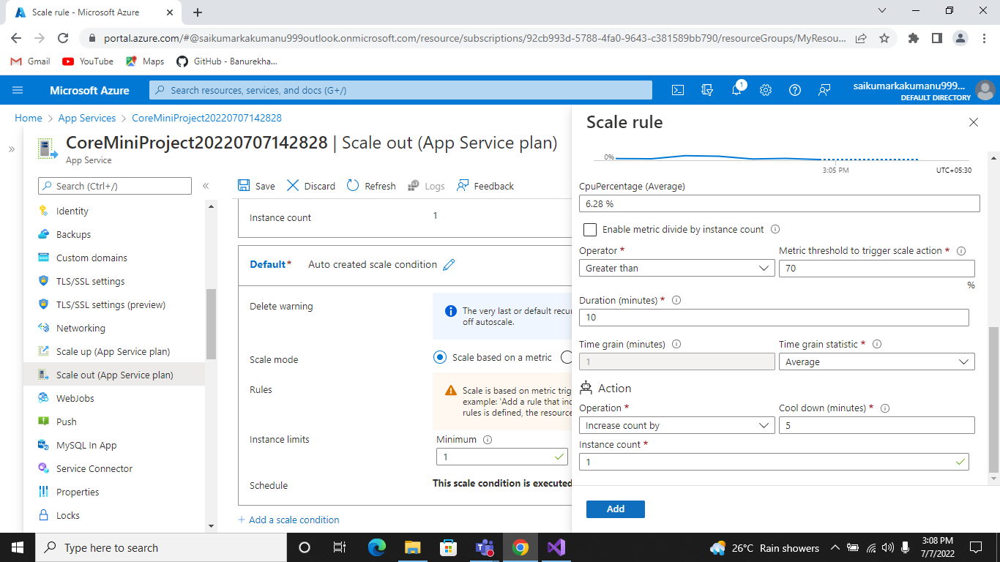 Scale rule - Microsoft Azure
portal.azure.com/#@saikumarkakumanu999outlook.onmicrosoft.com/resource/subscriptions/92cb993d-5788-4fa0-9643-c381589bb790/resourceGroups/MyResou...
Gmail YouTube Maps GitHub - Banurekha...
Microsoft Azure
Search resources, services, and docs (G+/)
1
saikumarkakumanu999...
DEFAULT DIRECTORY
Home > App Services > CoreMiniProject20220707142828
CoreMiniProject20220707142828 | Scale out (App Service plan)
App Service
Search (Ctrl+/)
Identity
Backups
Custom domains
TLS/SSL settings
TLS/SSL settings (preview)
Networking
Scale up (App Service plan)
Scale out (App Service plan)
WebJobs
Push
MySQL In App
Service Connector
Properties
Locks
Save Discard Refresh Logs Feedback
Instance count 1
Default* Auto created scale condition
Delete warning
The very last or default recu
off autoscale.
Scale mode Scale based on a metric
Rules
Scale is based on metric trig
example: 'Add a rule that inc
rules is defined, the resource
Instance limits
Minimum
1
Schedule This scale condition is executed
+ Add a scale condition
Scale rule
0%
3:05 PM UTC+05:30
CpuPercentage (Average)
6.28 %
Enable metric divide by instance count
Operator * Metric threshold to trigger scale action *
Greater than 70
%
Duration (minutes) *
10
Time grain (minutes) Time grain statistic *
1 Average
Action
Operation * Cool down (minutes) *
Increase count by 5
Instance count *
1
Add
Type here to search
26°C Rain showers
3:08 PM
7/7/2022